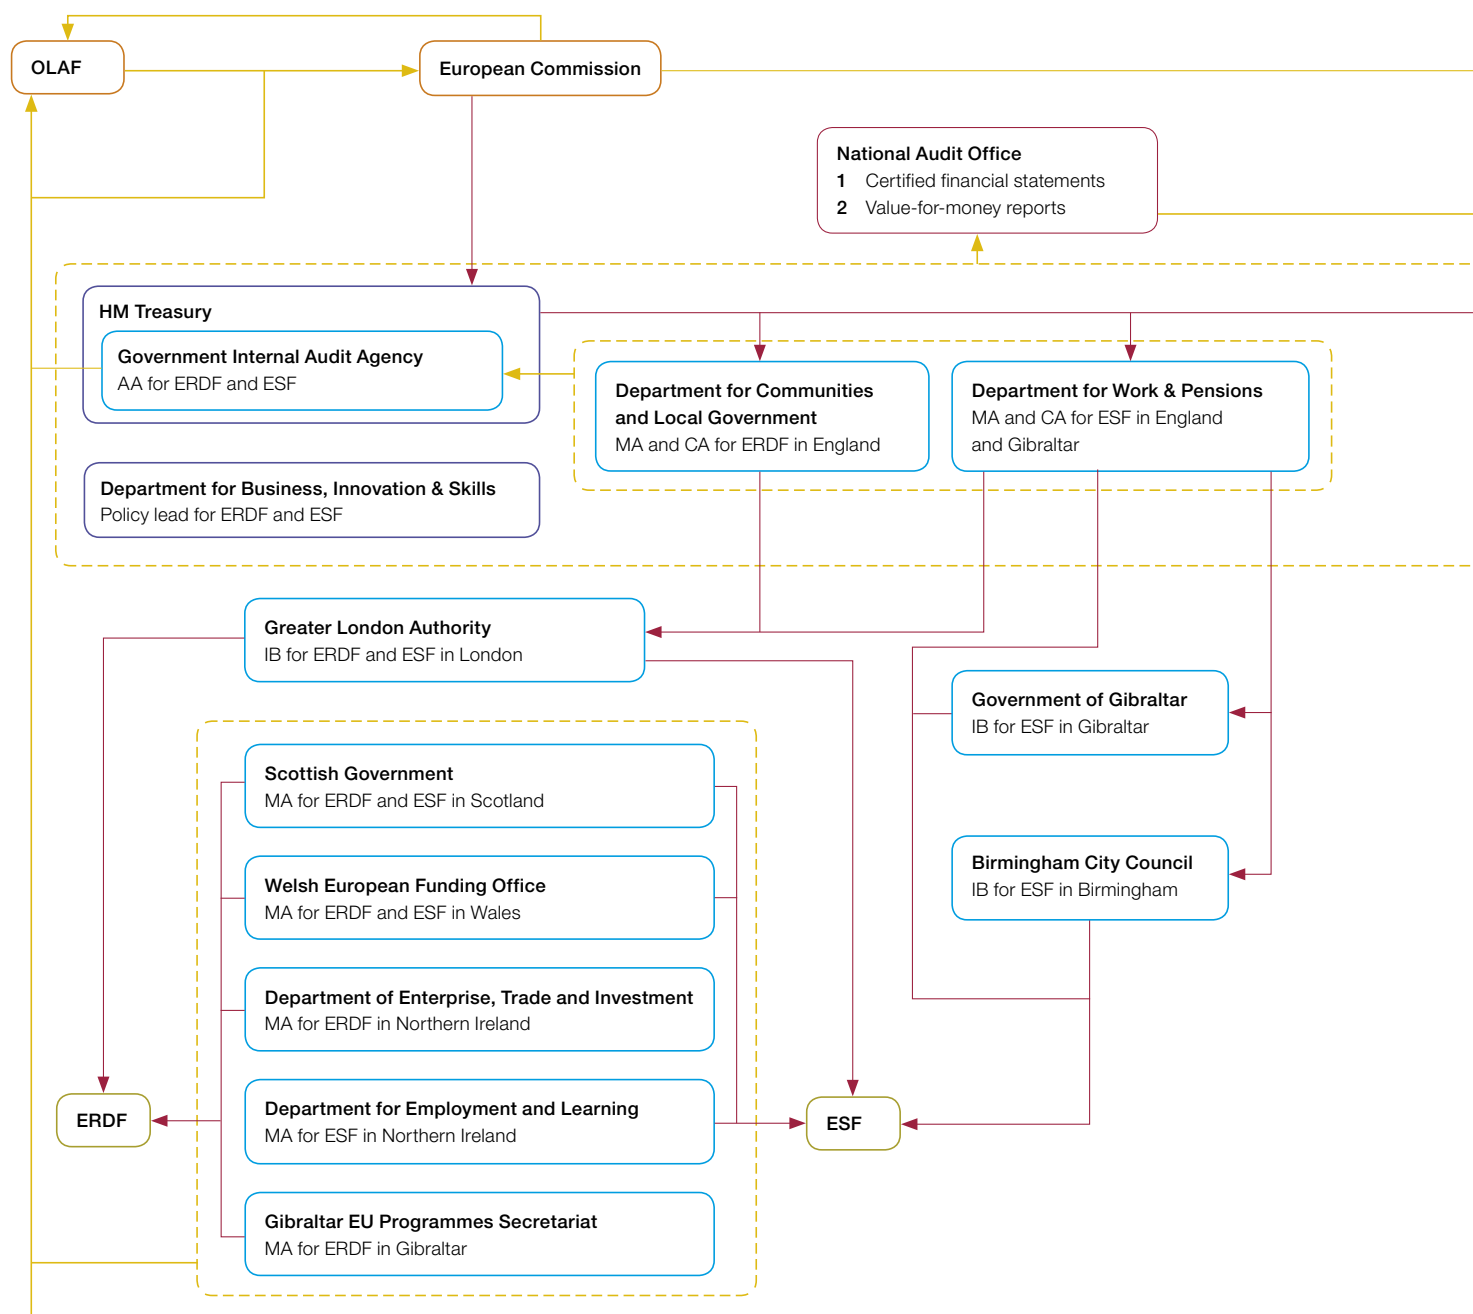 OLAF
European Commission
National Audit Office
1 Certified financial statements
2 Value-for-money reports
HM Treasury
Government Internal Audit Agency
AA for ERDF and ESF
Department for Communities
and Local Government
MA and CA for ERDF in England
Department for Work & Pensions
MA and CA for ESF in England
and Gibraltar
Department for Business, Innovation & Skills
Policy lead for ERDF and ESF
Greater London Authority
IB for ERDF and ESF in London
Government of Gibraltar
IB for ESF in Gibraltar
Scottish Government
MA for ERDF and ESF in Scotland
Birmingham City Council
IB for ESF in Birmingham
Welsh European Funding Office
MA for ERDF and ESF in Wales
Department of Enterprise, Trade and Investment
MA for ERDF in Northern Ireland
Department for Employment and Learning
MA for ESF in Northern Ireland
ERDF
ESF
Gibraltar EU Programmes Secretariat
MA for ERDF in Gibraltar